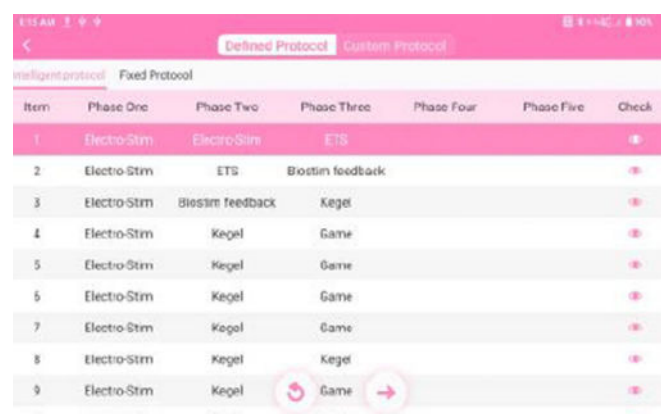 Defined Protocol Custom Protocol
Intelligent protocol Fixed Protocol
Item Phase One Phase Two Phase Three Phase Four Phase Five Check
1 Electro-Stim Electro-Stim ETS
2 Electro-Stim ETS Biostim feedback
3 Electro-Stim Biostim feedback Kegel
4 Electro-Stim Kegel Game
5 Electro-Stim Kegel Game
6 Electro-Stim Kegel Game
7 Electro-Stim Kegel Game
8 Electro-Stim Kegel Kegel
9 Electro-Stim Kegel Game